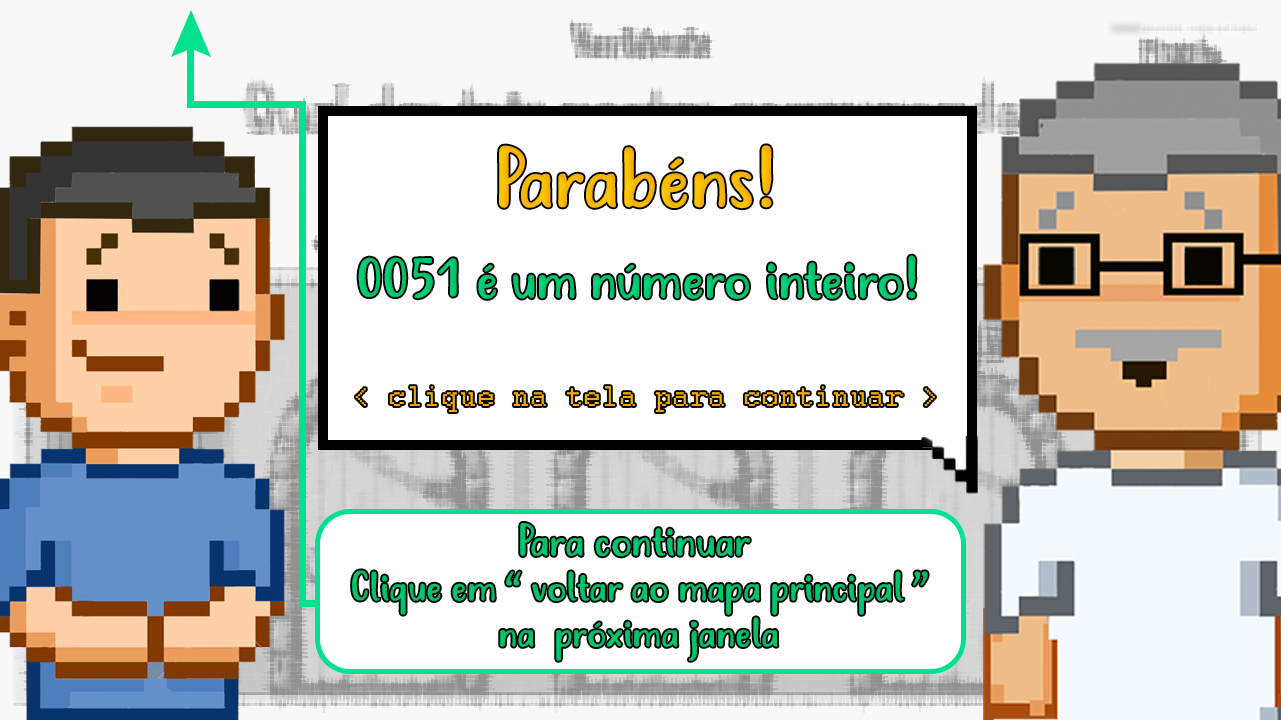 Parabéns!
0051 é um número inteiro!
< clique na tela para continuar >
Para continuar
Clique em “ voltar ao mapa principal ”
na próxima janela